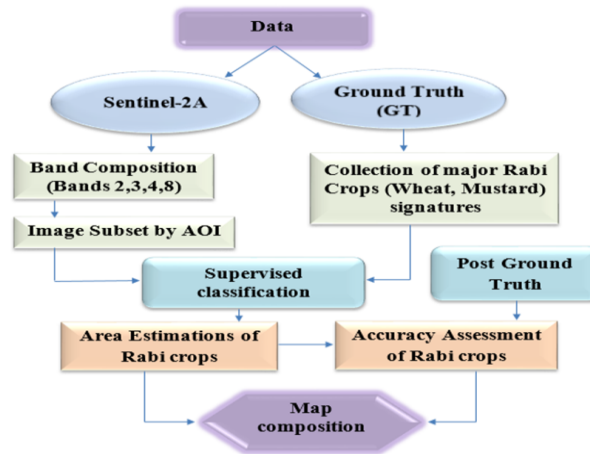 Data
Sentinel-2A
Ground Truth
(GT)
Band Composition
(Bands 2,3,4,8)
Collection of major Rabi
Crops (Wheat, Mustard)
signatures
Image Subset by AOI
Supervised
classification
Post Ground
Truth
Area Estimations of
Rabi crops
Accuracy Assessment
of Rabi crops
Map
composition